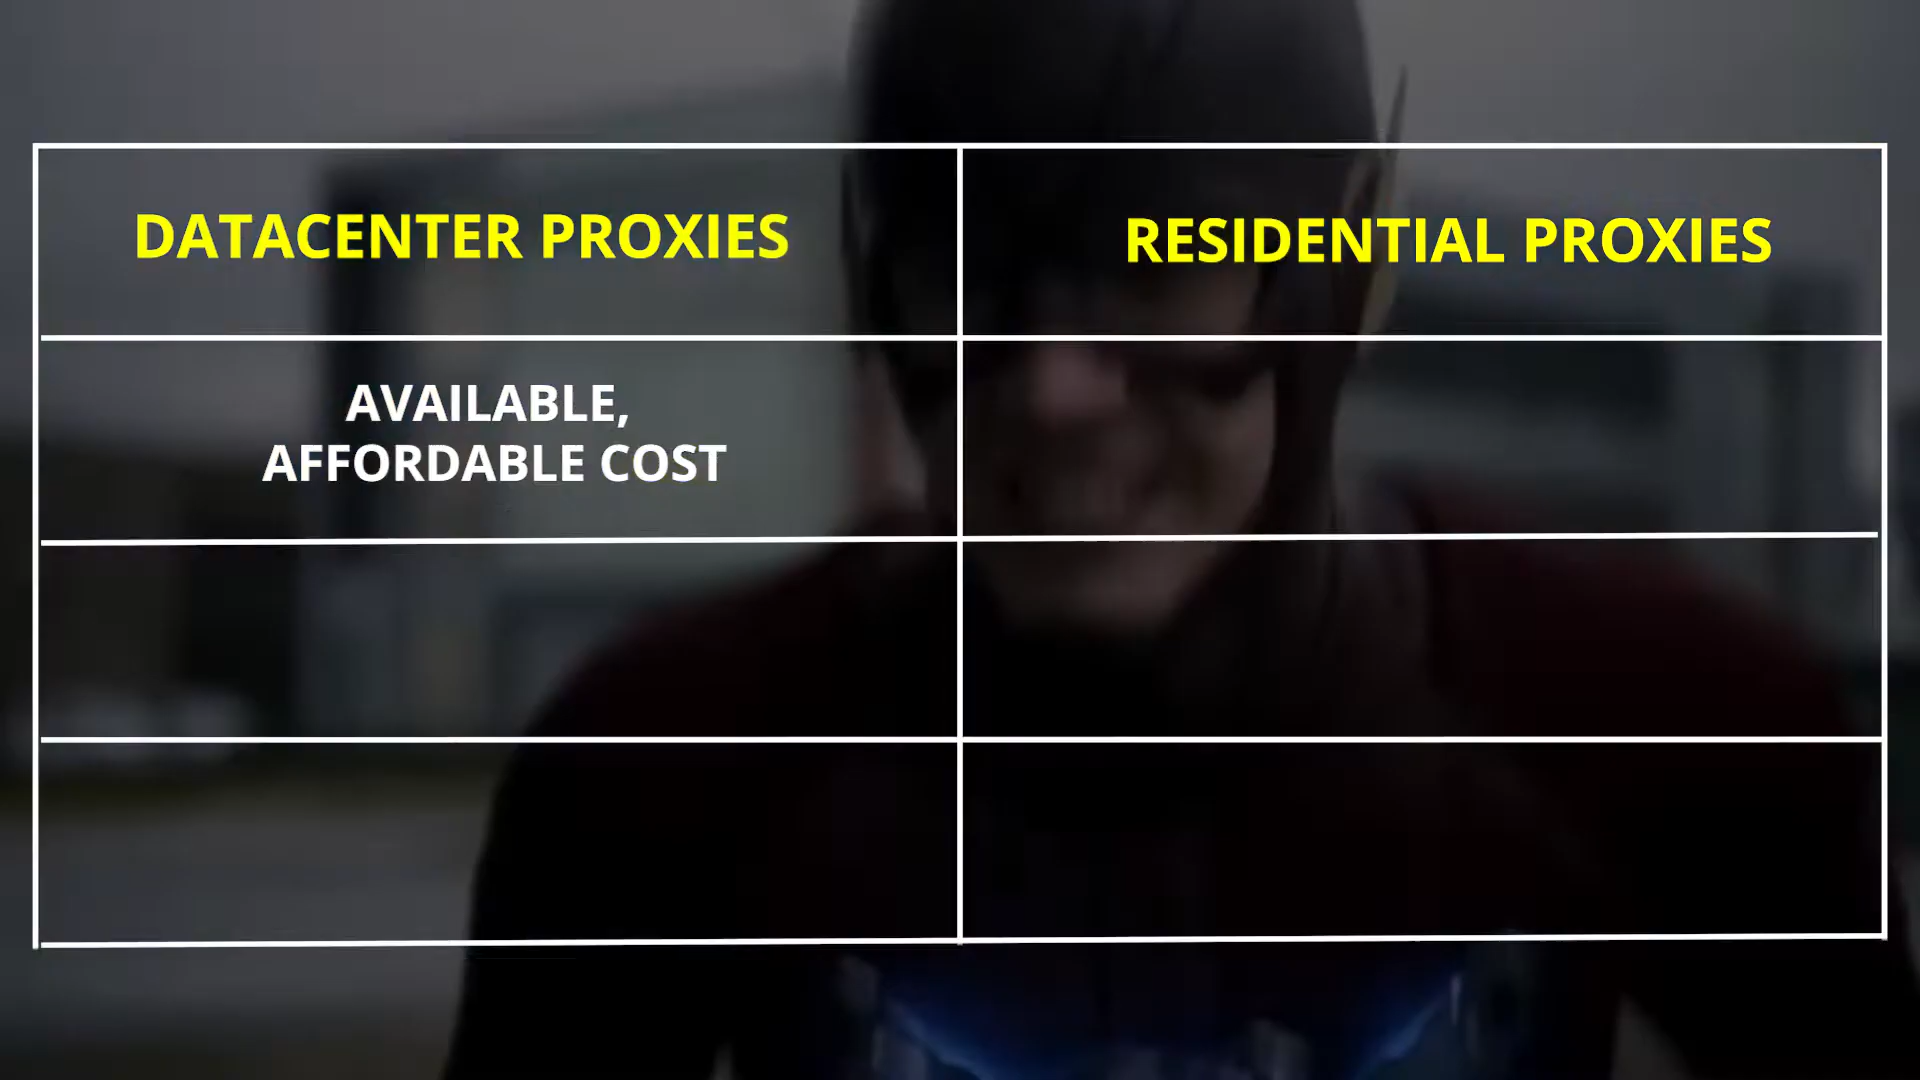 DATACENTER PROXIES
RESIDENTIAL PROXIES
AVAILABLE,
AFFORDABLE COST